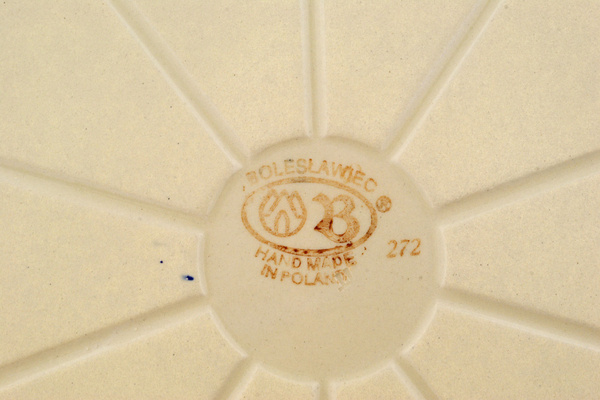 BOLESLAWIEC
B ®
272
HAND MADE
IN POLAND